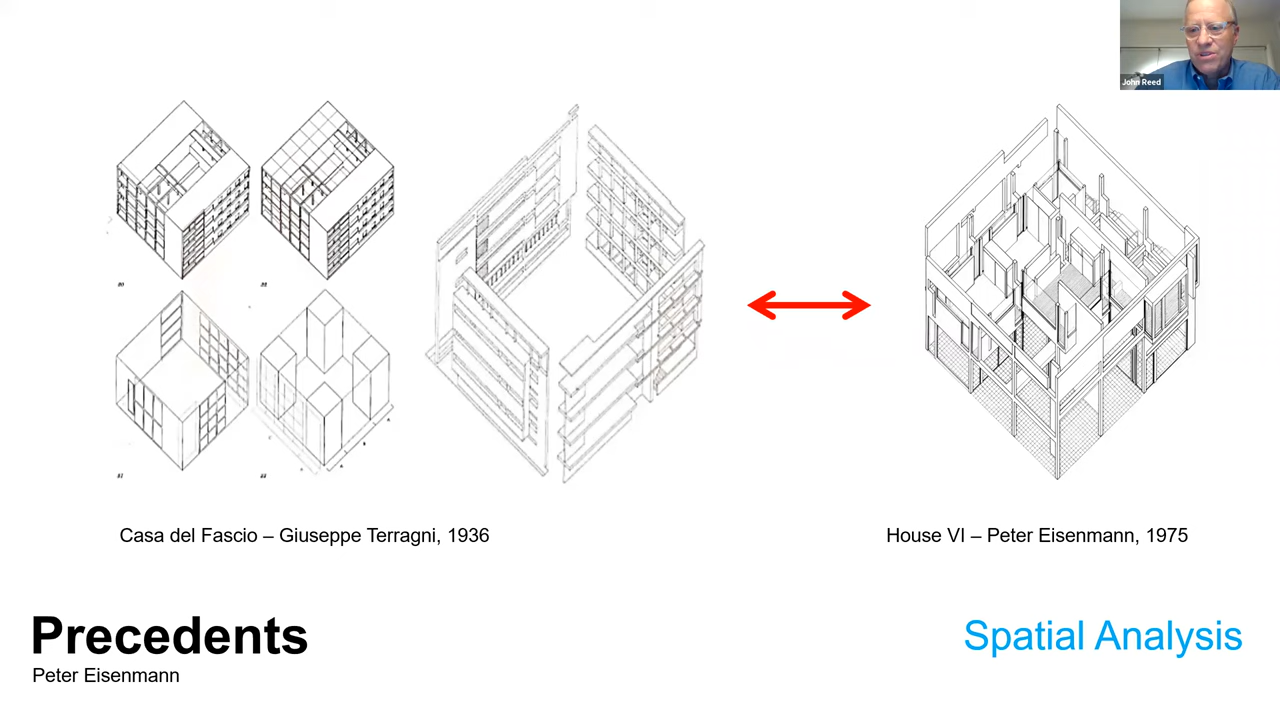 John Reed
Casa del Fascio – Giuseppe Terragni, 1936
House VI – Peter Eisenmann, 1975
Precedents
Peter Eisenmann
Spatial Analysis